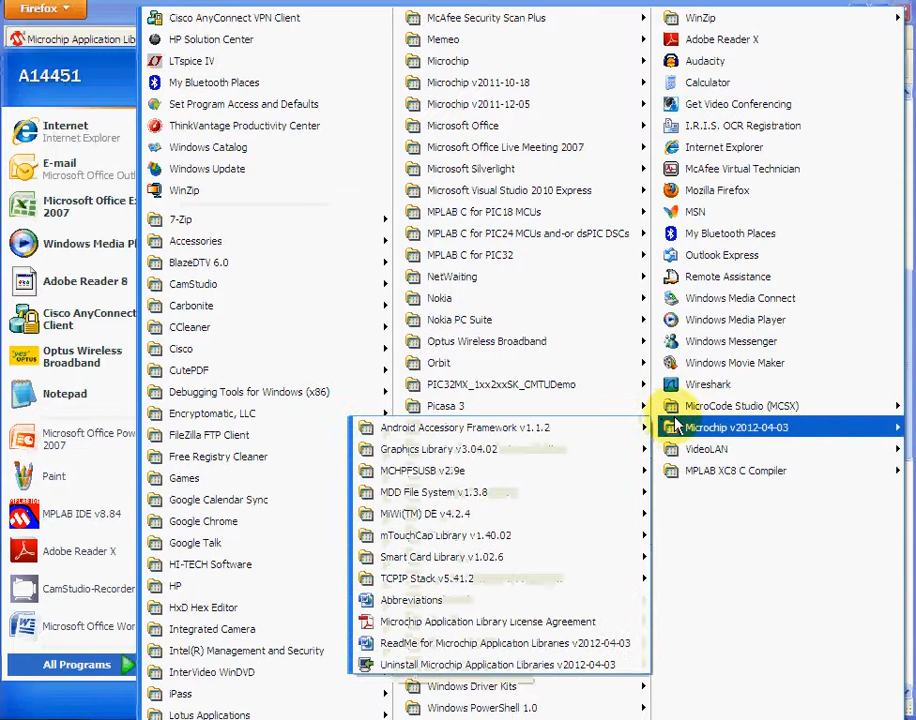 Firefox
Microchip Application Lib
A14451
Internet
Internet Explorer
E-mail
Microsoft Office Outl
Microsoft Office E
2007
Windows Media P
Adobe Reader 8
Cisco AnyConnect
Client
Optus Wireless
Broadband
Notepad
Microsoft Office P
2007
Paint
MPLAB IDE v8.84
Adobe Reader X
CamStudio-Recorder
Microsoft Office Wor
All Programs
Cisco AnyConnect VPN Client
HP Solution Center
LTspice IV
My Bluetooth Places
Set Program Access and Defaults
ThinkVantage Productivity Center
Windows Catalog
Windows Update
WinZip
7-Zip
Accessories
BlazeDTV 6.0
CamStudio
Carbonite
CCleaner
Cisco
CutePDF
Debugging Tools for Windows (x86)
Encryptomatic, LLC
FileZilla FTP Client
Free Registry Cleaner
Games
Google Calendar Sync
Google Chrome
Google Talk
HI-TECH Software
HP
HxD Hex Editor
Integrated Camera
Intel(R) Management and Security
InterVideo WinDVD
iPass
Lotus Applications
McAfee Security Scan Plus
Memeo
Microchip
Microchip v2011-10-18
Microchip v2011-12-05
Microsoft Office
Microsoft Office Live Meeting 2007
Microsoft Silverlight
Microsoft Visual Studio 2010 Express
MPLAB C for PIC18 MCUs
MPLAB C for PIC24 MCUs and-or dsPIC DSCs
MPLAB C for PIC32
NetWaiting
Nokia
Nokia PC Suite
Optus Wireless Broadband
Orbit
PIC32MX_1xx2xxSK_CMTUDemo
Picasa 3
Android Accessory Framework v1.1.2
Graphics Library v3.04.02
MCHPFSUSB v2.9e
MDD File System v1.3.8
MiWi(TM) DE v4.2.4
mTouchCap Library v1.40.02
Smart Card Library v1.02.6
TCPIP Stack v5.41.2
Abbreviations
Microchip Application Library License Agreement
ReadMe for Microchip Application Libraries v2012-04-03
Uninstall Microchip Application Libraries v2012-04-03
Windows Driver Kits
Windows PowerShell 1.0
WinZip
Adobe Reader X
Audacity
Calculator
Get Video Conferencing
I.R.I.S. OCR Registration
Internet Explorer
McAfee Virtual Technician
Mozilla Firefox
MSN
My Bluetooth Places
Outlook Express
Remote Assistance
Windows Media Connect
Windows Media Player
Windows Messenger
Windows Movie Maker
Wireshark
MicroCode Studio (MCSX)
Microchip v2012-04-03
VideoLAN
MPLAB XC8 C Compiler